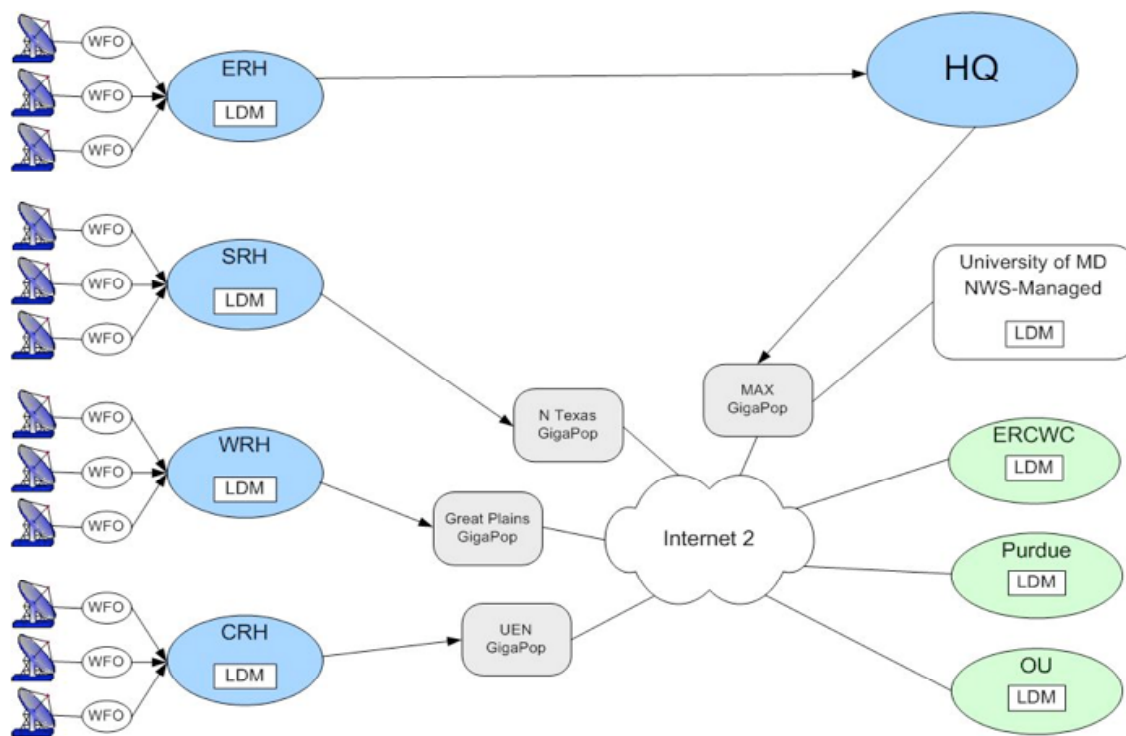 WFO
WFO
WFO
ERH
LDM
HQ
WFO
WFO
WFO
SRH
LDM
University of MD
NWS-Managed
LDM
N Texas
GigaPop
MAX
GigaPop
WFO
WFO
WFO
WRH
LDM
ERCWC
LDM
Great Plains
GigaPop
Internet 2
Purdue
LDM
WFO
WFO
WFO
CRH
LDM
UEN
GigaPop
OU
LDM